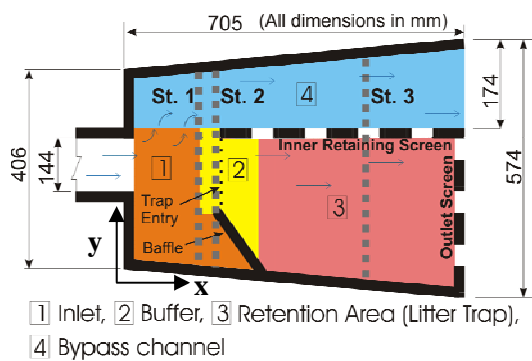 705 (All dimensions in mm)
St. 1
St. 2
4
St. 3
174
406
144
574
Inner Retaining Screen
1
2
Trap
Entry
3
Outlet Screen
Baffle
y
x
1 Inlet, 2 Buffer, 3 Retention Area (Litter Trap),
4 Bypass channel